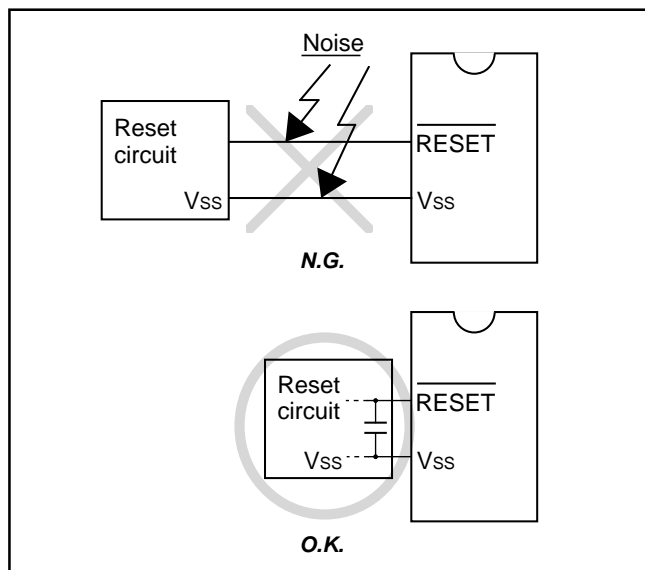 Noise
Reset
circuit
RESET
VSS
VSS
N.G.
Reset
circuit
RESET
VSS
VSS
O.K.